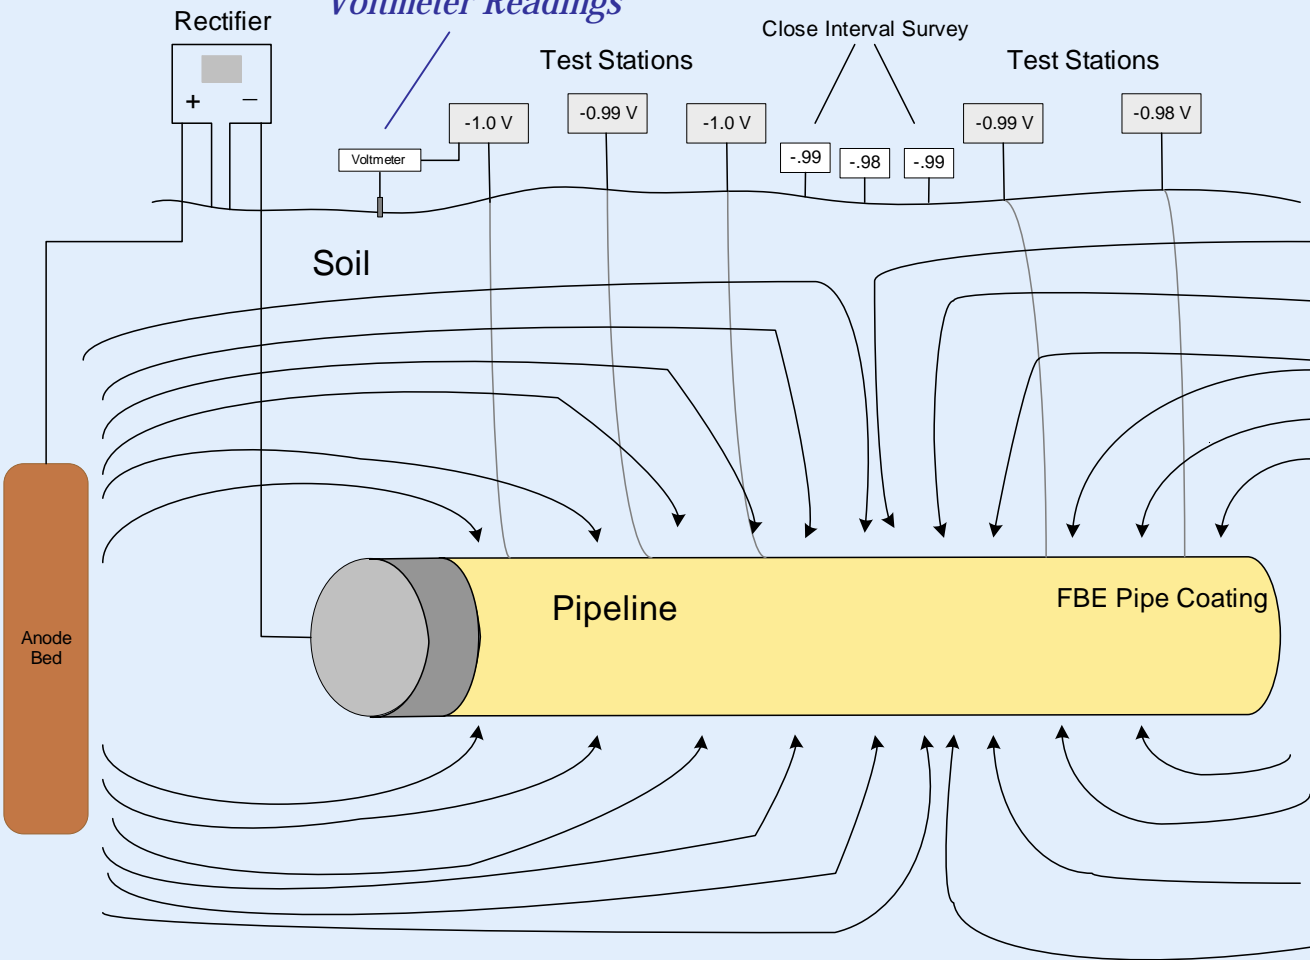 Voltmeter Readings
Rectifier
+ –
Close Interval Survey
Test Stations
Test Stations
-1.0 V
-0.99 V
-1.0 V
-0.99 V
-0.98 V
Voltmeter
-.99
-.98
-.99
Soil
Pipeline
FBE Pipe Coating
Anode
Bed